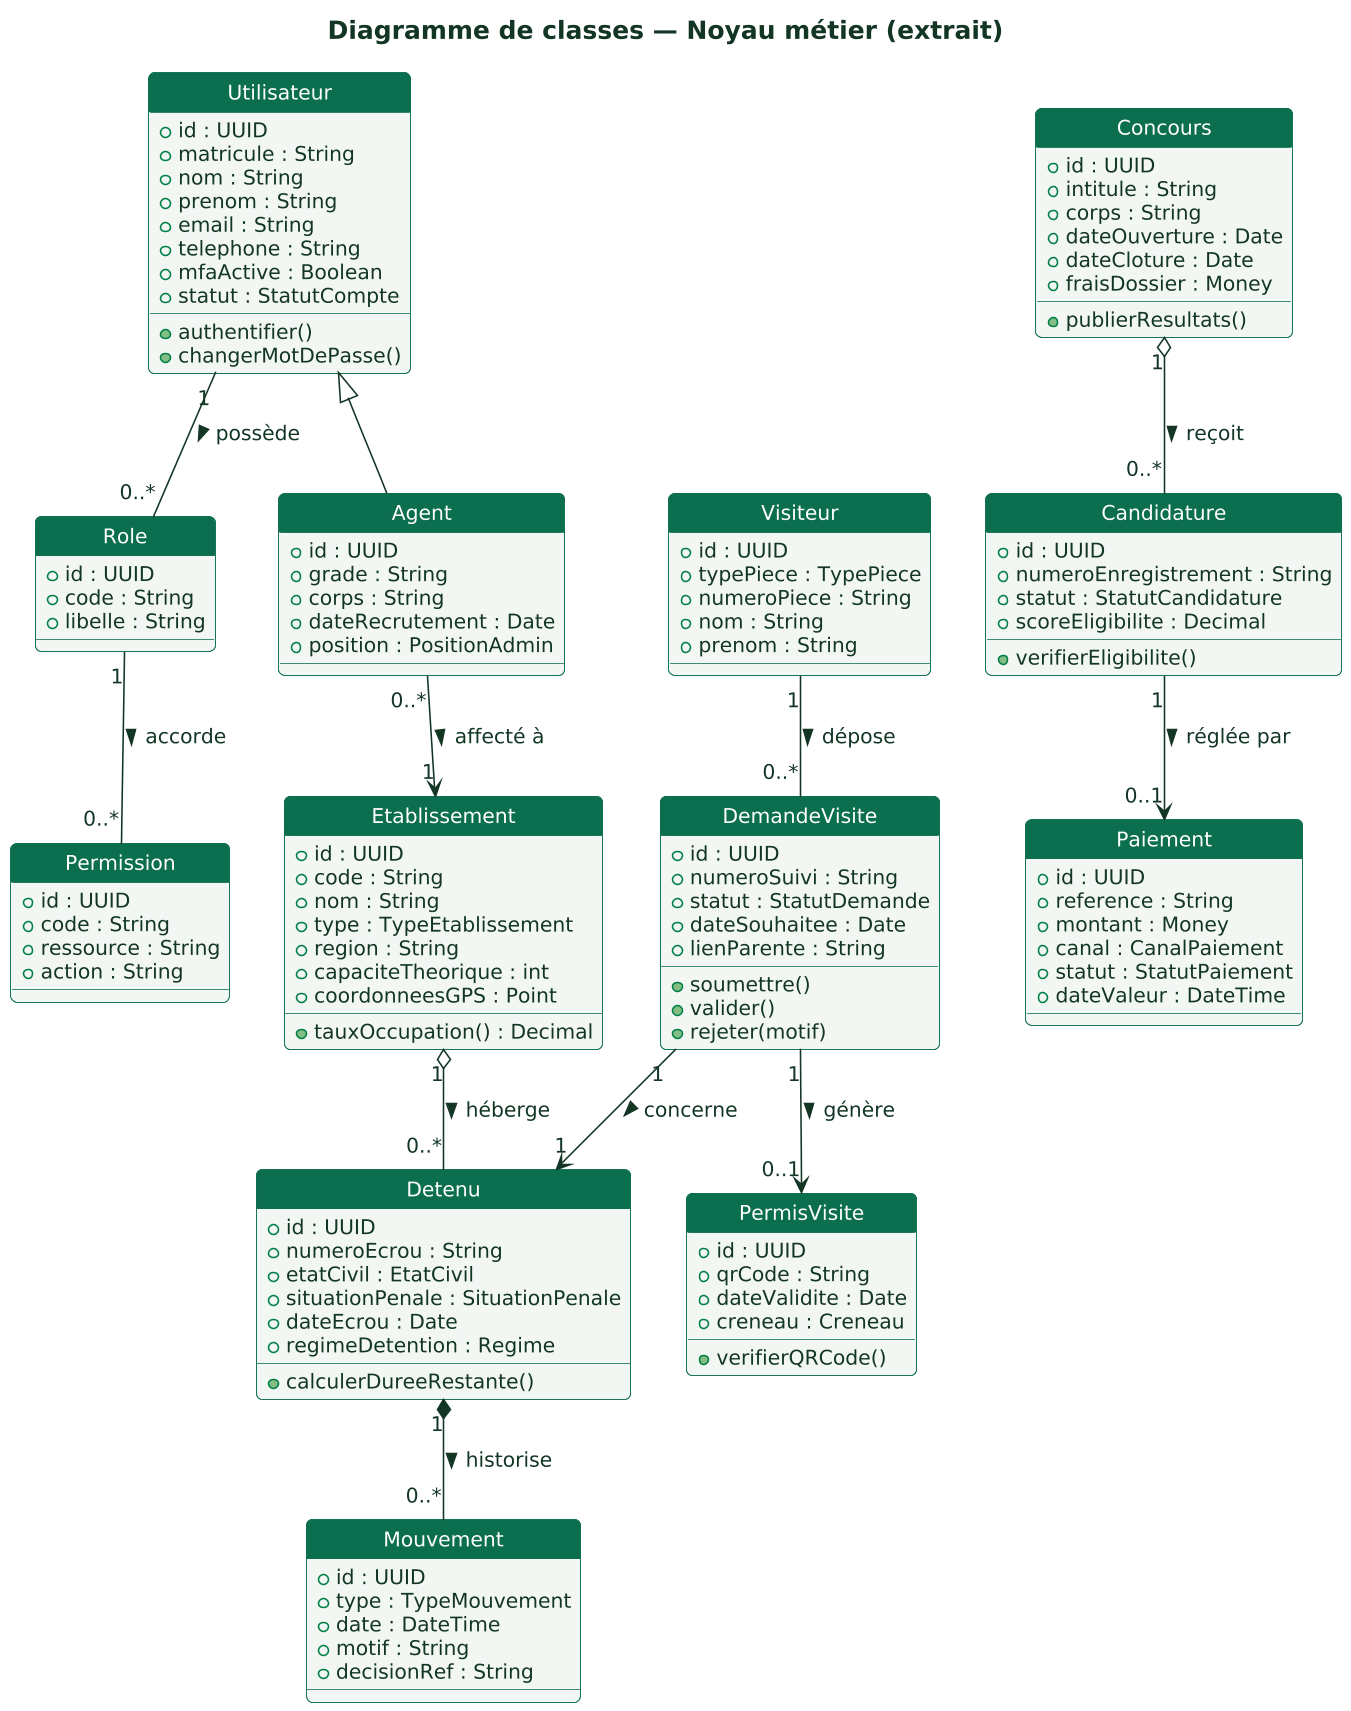 Diagramme de classes — Noyau métier (extrait)
Utilisateur
id : UUID
matricule : String
nom : String
prenom : String
email : String
telephone : String
mfaActive : Boolean
statut : StatutCompte
authentifier()
changerMotDePasse()
Concours
id : UUID
intitule : String
corps : String
dateOuverture : Date
dateCloture : Date
fraisDossier : Money
publierResultats()
1
possède
0..*
1
reçoit
0..*
Role
id : UUID
code : String
libelle : String
Agent
id : UUID
grade : String
corps : String
dateRecrutement : Date
position : PositionAdmin
Visiteur
id : UUID
typePiece : TypePiece
numeroPiece : String
nom : String
prenom : String
Candidature
id : UUID
numeroEnregistrement : String
statut : StatutCandidature
scoreEligibilite : Decimal
verifierEligibilite()
1
accorde
0..*
0..*
affecté à
1
1
dépose
0..*
1
réglée par
0..1
Permission
id : UUID
code : String
ressource : String
action : String
Etablissement
id : UUID
code : String
nom : String
type : TypeEtablissement
region : String
capaciteTheorique : int
coordonneesGPS : Point
tauxOccupation() : Decimal
DemandeVisite
id : UUID
numeroSuivi : String
statut : StatutDemande
dateSouhaitee : Date
lienParente : String
soumettre()
valider()
rejeter(motif)
Paiement
id : UUID
reference : String
montant : Money
canal : CanalPaiement
statut : StatutPaiement
dateValeur : DateTime
1
héberge
0..*
1
concerne
1
1
génère
0..1
Detenu
id : UUID
numeroEcrou : String
etatCivil : EtatCivil
situationPenale : SituationPenale
dateEcrou : Date
regimeDetention : Regime
calculerDureeRestante()
PermisVisite
id : UUID
qrCode : String
dateValidite : Date
creneau : Creneau
verifierQRCode()
1
historise
0..*
Mouvement
id : UUID
type : TypeMouvement
date : DateTime
motif : String
decisionRef : String